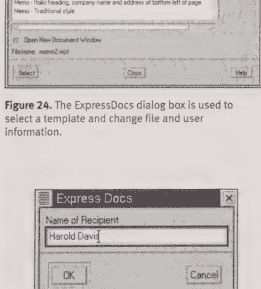 Memo - Italic heading, company name and address at bottom left of page
Memo - Traditional style
Open New Document Window
Filename: memo2.wpt
Select
Close
Help
Figure 24. The ExpressDocs dialog box is used to
select a template and change file and user
information.
Express Docs
Name of Recipient
Harold Davis
OK
Cancel